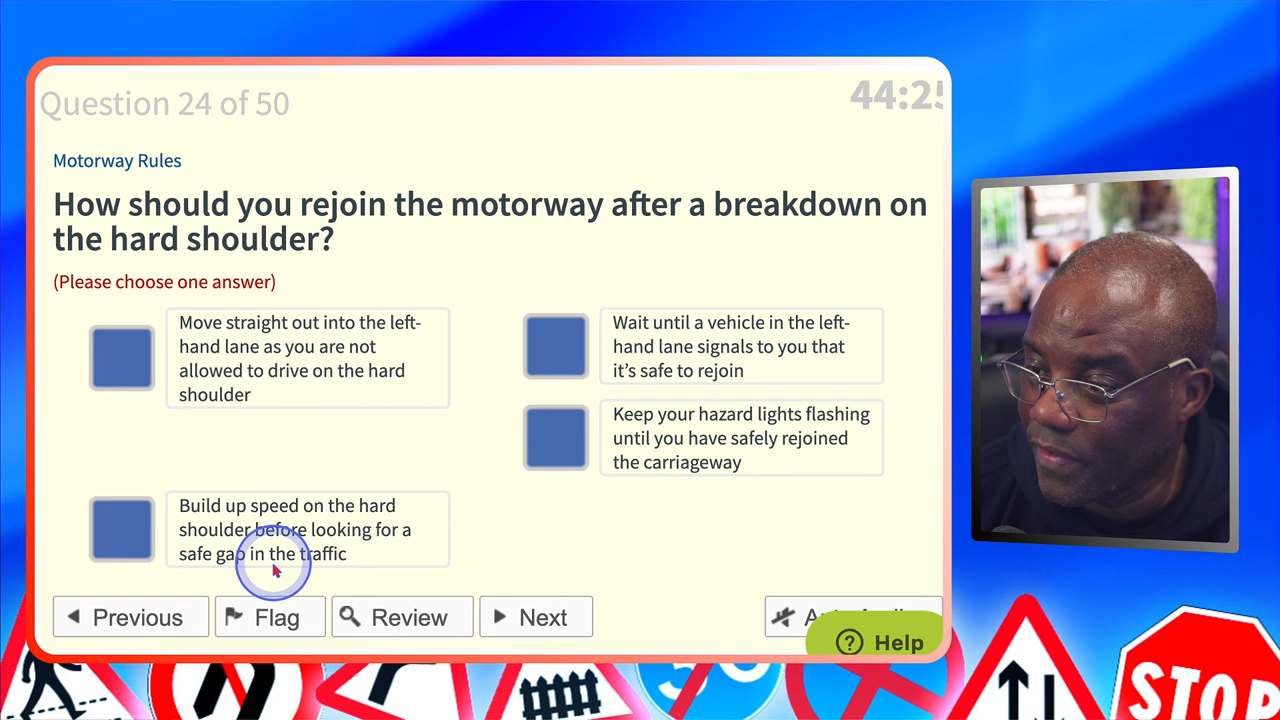 Question 24 of 50
44:25
Motorway Rules
How should you rejoin the motorway after a breakdown on
the hard shoulder?
(Please choose one answer)
Move straight out into the left-
hand lane as you are not
allowed to drive on the hard
shoulder
Wait until a vehicle in the left-
hand lane signals to you that
it's safe to rejoin
Keep your hazard lights flashing
until you have safely rejoined
the carriageway
Build up speed on the hard
shoulder before looking for a
safe gap in the traffic
Previous
Flag
Review
Next
Help
STOP